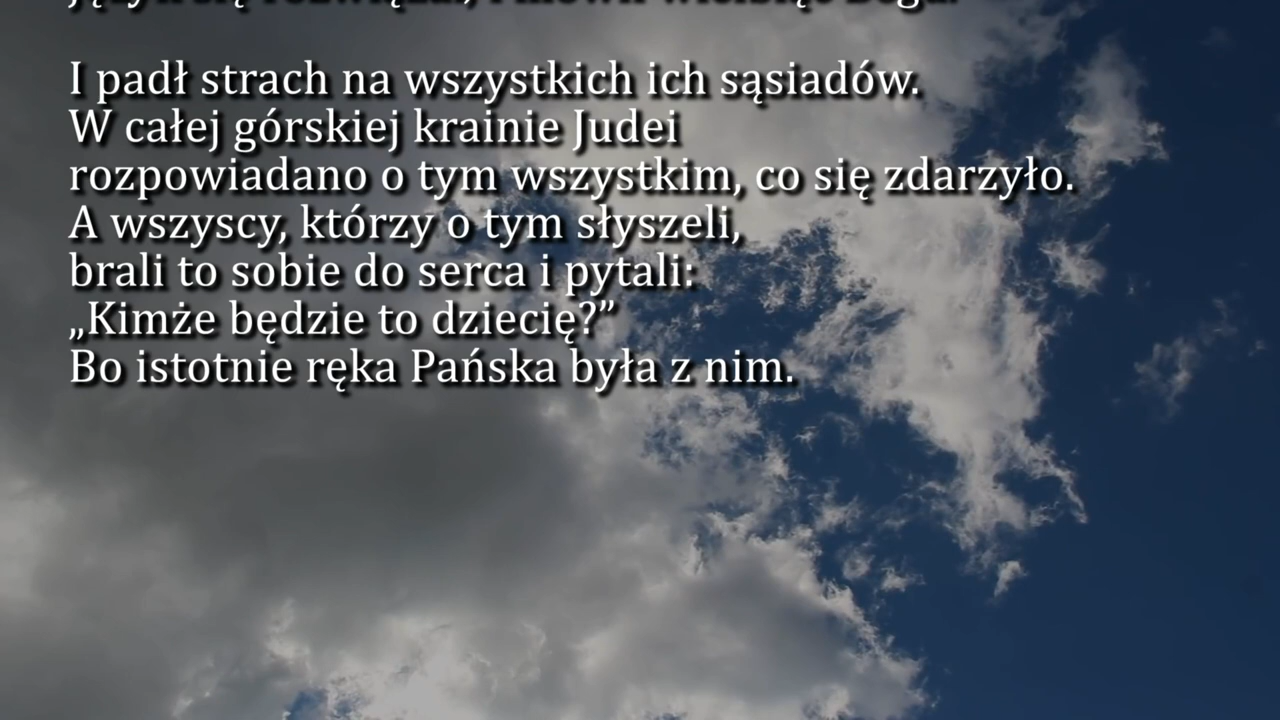 I padł strach na wszystkich ich sąsiadów.
W całej górskiej krainie Judei
rozpowiadano o tym wszystkim, co się zdarzyło.
A wszyscy, którzy o tym słyszeli,
brali to sobie do serca i pytali:
„Kimże będzie to dziecię?”
Bo istotnie ręka Pańska była z nim.